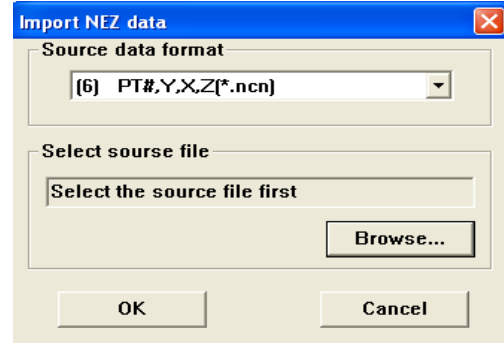 Import NEZ data
Source data format
(6) PT#,Y,X,Z(*.ncn)
Select sourse file
Select the source file first
Browse...
OK Cancel